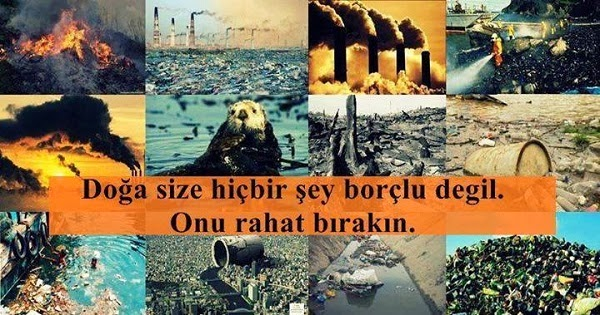 Doğa size hiçbir şey borçlu degil.
Onu rahat bırakın.